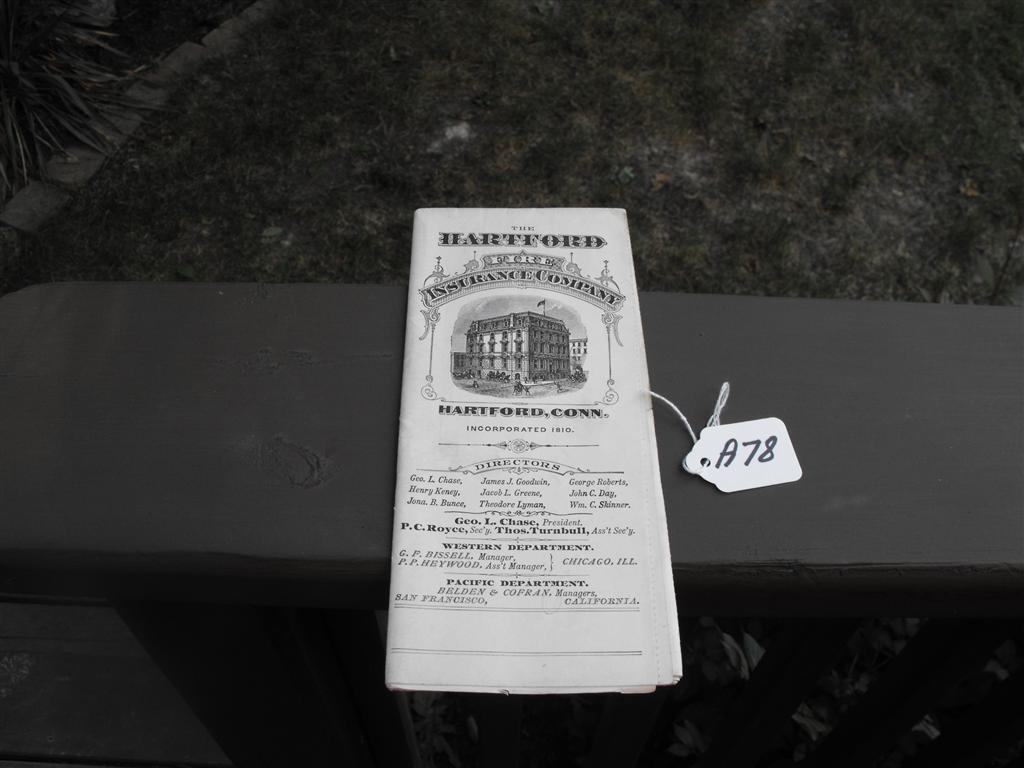 THE
HARTFORD
FIRE
INSURANCE COMPANY
HARTFORD, CONN.
INCORPORATED 1810.
DIRECTORS
Geo. L. Chase, James J. Goodwin, George Roberts,
Henry Keney, Jacob L. Greene, John C. Day,
Jona. B. Bunce, Theodore Lyman, Wm. C. Skinner.
Geo. L. Chase, President.
P. C. Royce, Sec'y. Thos. Turnbull, Ass't Sec'y.
WESTERN DEPARTMENT.
G. F. BISSELL, Manager,
P. P. HEYWOOD, Ass't Manager, } CHICAGO, ILL.
PACIFIC DEPARTMENT.
BELDEN & COFRAN, Managers,
SAN FRANCISCO, CALIFORNIA.
A78